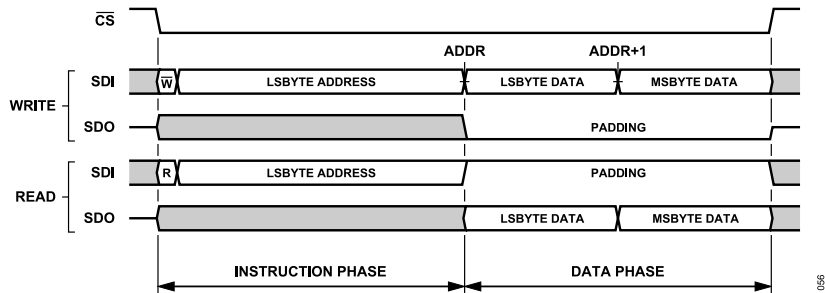 CS
ADDR ADDR+1
WRITE
SDI W LSBYTE ADDRESS LSBYTE DATA MSBYTE DATA
SDO PADDING
READ
SDI R LSBYTE ADDRESS PADDING
SDO LSBYTE DATA MSBYTE DATA
INSTRUCTION PHASE DATA PHASE
056